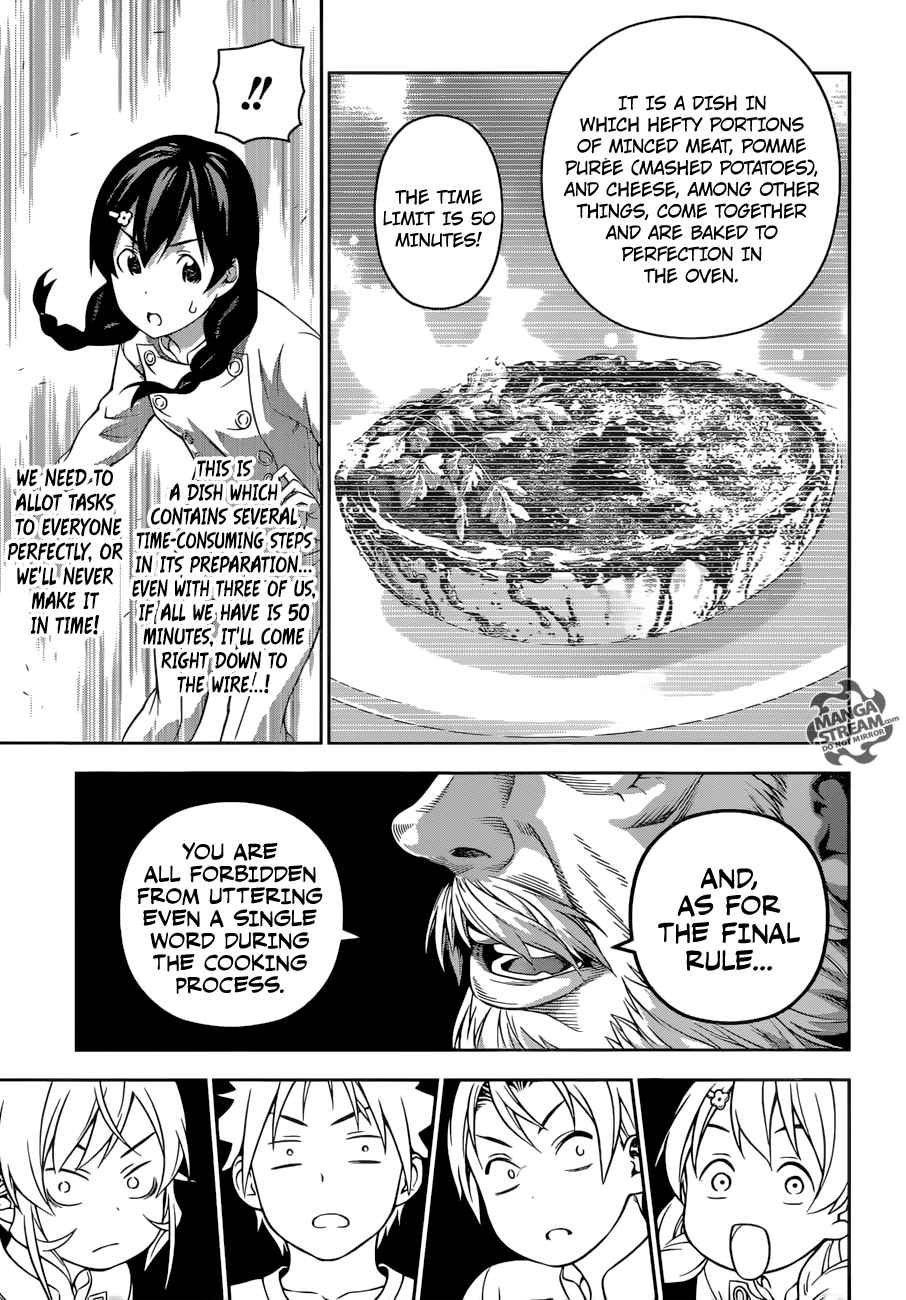 IT IS A DISH IN
WHICH HEFTY PORTIONS
OF MINCED MEAT, POMME
PURÉE (MASHED POTATOES),
AND CHEESE, AMONG OTHER
THINGS, COME TOGETHER
AND ARE BAKED TO
PERFECTION IN
THE OVEN.
THE TIME
LIMIT IS 50
MINUTES!
!!
THIS IS
A DISH WHICH
CONTAINS SEVERAL
TIME-CONSUMING STEPS
IN ITS PREPARATION...
EVEN WITH THREE OF US,
IF ALL WE HAVE IS 50
MINUTES, IT'LL COME
RIGHT DOWN TO
THE WIRE...!
WE NEED TO
ALLOT TASKS
TO EVERYONE
PERFECTLY, OR
WE'LL NEVER
MAKE IT
IN TIME!
MANGA
STREAM.com
DO NOT MIRROR
AND,
AS FOR
THE FINAL
RULE...
YOU ARE
ALL FORBIDDEN
FROM UTTERING
EVEN A SINGLE
WORD DURING
THE COOKING
PROCESS.